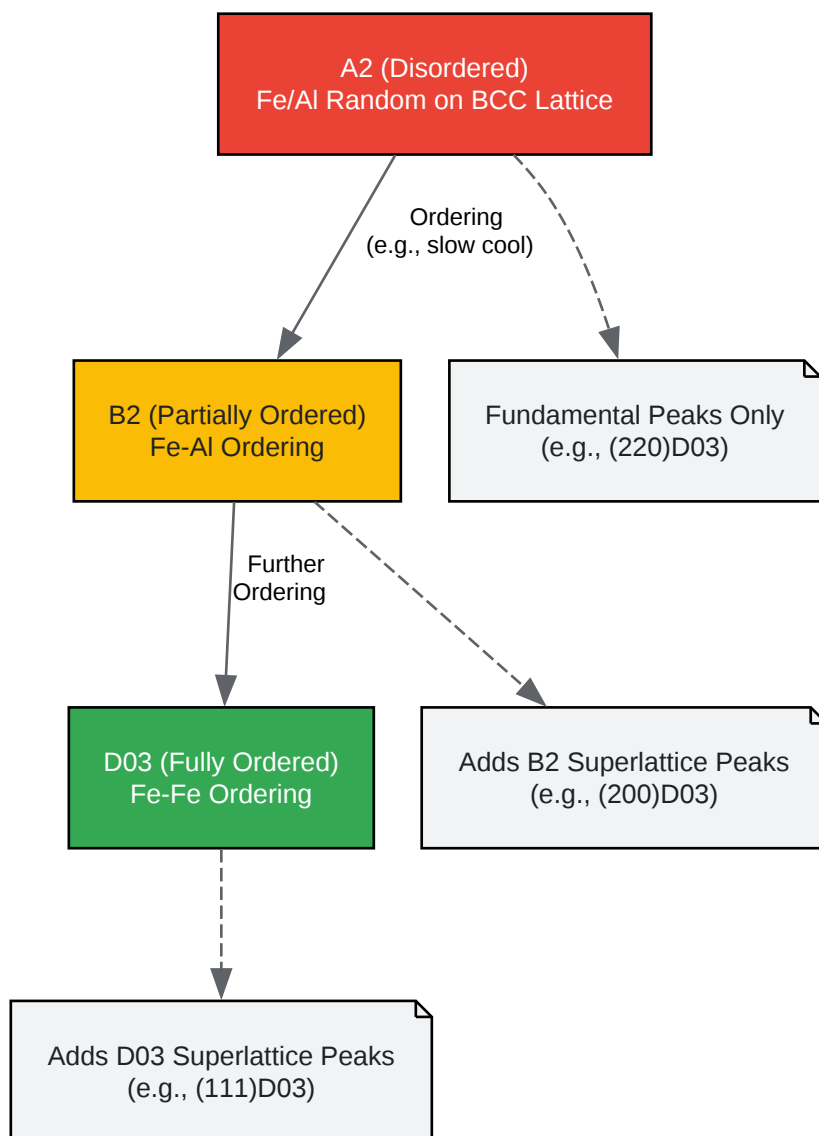 A2 (Disordered)
Fe/Al Random on BCC Lattice
Ordering
(e.g., slow cool)
B2 (Partially Ordered)
Fe-Al Ordering
Fundamental Peaks Only
(e.g., (220)D03)
Further
Ordering
D03 (Fully Ordered)
Fe-Fe Ordering
Adds B2 Superlattice Peaks
(e.g., (200)D03)
Adds D03 Superlattice Peaks
(e.g., (111)D03)